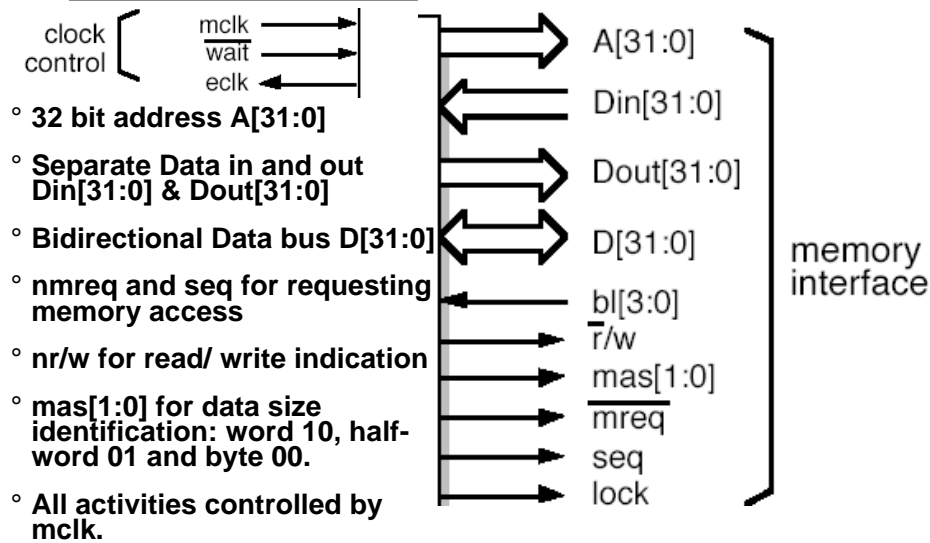 clock
control
mclk
wait
eclk
° 32 bit address A[31:0]
° Separate Data in and out
Din[31:0] & Dout[31:0]
° Bidirectional Data bus D[31:0]
° nmreq and seq for requesting
memory access
° nr/w for read/ write indication
° mas[1:0] for data size
identification: word 10, half-
word 01 and byte 00.
° All activities controlled by
mclk.
A[31:0]
Din[31:0]
Dout[31:0]
D[31:0]
bl[3:0]
r/w
mas[1:0]
mreq
seq
lock
memory
interface